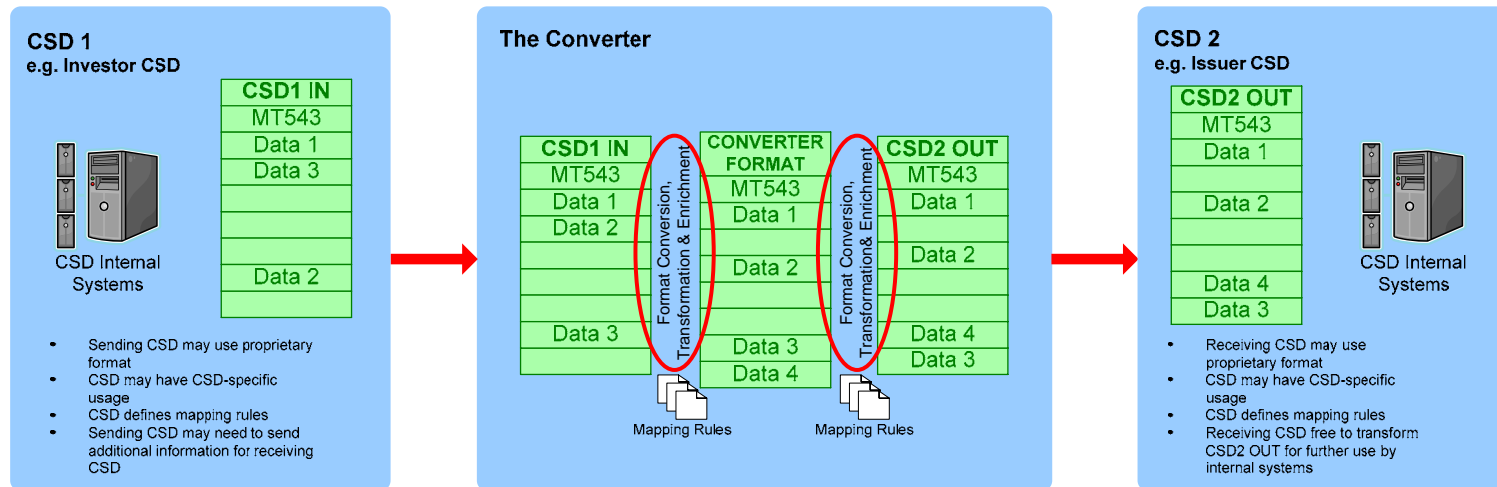 CSD 1
e.g. Investor CSD
CSD1 IN
MT543
Data 1
Data 3
Data 2
CSD Internal
Systems
• Sending CSD may use proprietary
format
• CSD may have CSD-specific
usage
• CSD defines mapping rules
• Sending CSD may need to send
additional information for receiving
CSD
The Converter
CSD1 IN
MT543
Data 1
Data 2
Data 3
Format Conversion,
Transformation & Enrichment
Mapping Rules
CONVERTER
FORMAT
MT543
Data 1
Data 2
Data 3
Data 4
Format Conversion,
Transformation& Enrichment
Mapping Rules
CSD2 OUT
MT543
Data 1
Data 2
Data 4
Data 3
CSD 2
e.g. Issuer CSD
CSD2 OUT
MT543
Data 1
Data 2
Data 4
Data 3
CSD Internal
Systems
• Receiving CSD may use
proprietary format
• CSD may have CSD-specific
usage
• CSD defines mapping rules
• Receiving CSD free to transform
CSD2 OUT for further use by
internal systems